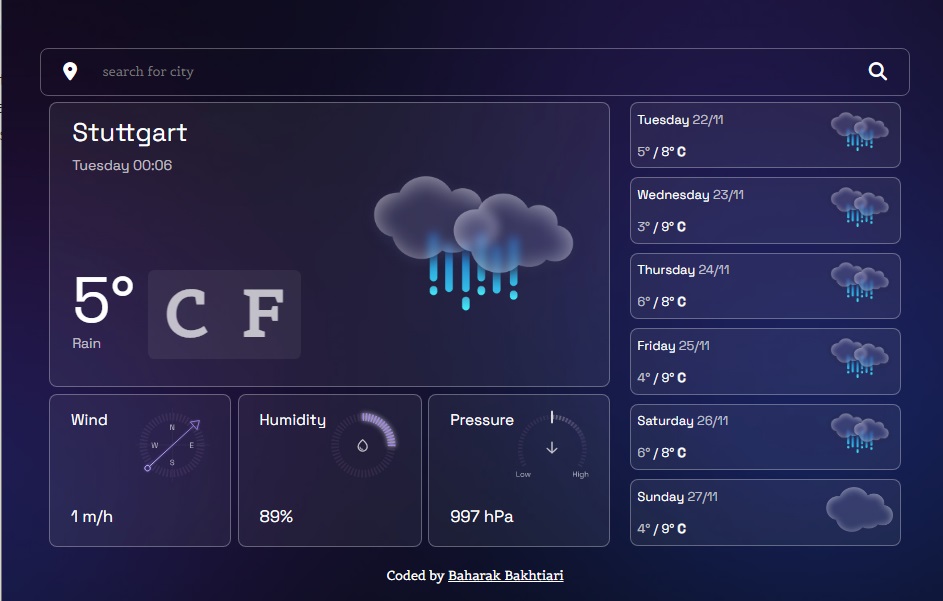 search for city
Stuttgart
Tuesday 00:06
5°
C F
Rain
Wind
N
W E
S
1 m/h
Humidity
89%
Pressure
Low High
997 hPa
Tuesday 22/11
5° / 8° C
Wednesday 23/11
3° / 9° C
Thursday 24/11
6° / 8° C
Friday 25/11
4° / 9° C
Saturday 26/11
6° / 8° C
Sunday 27/11
4° / 9° C
Coded by Baharak Bakhtiari